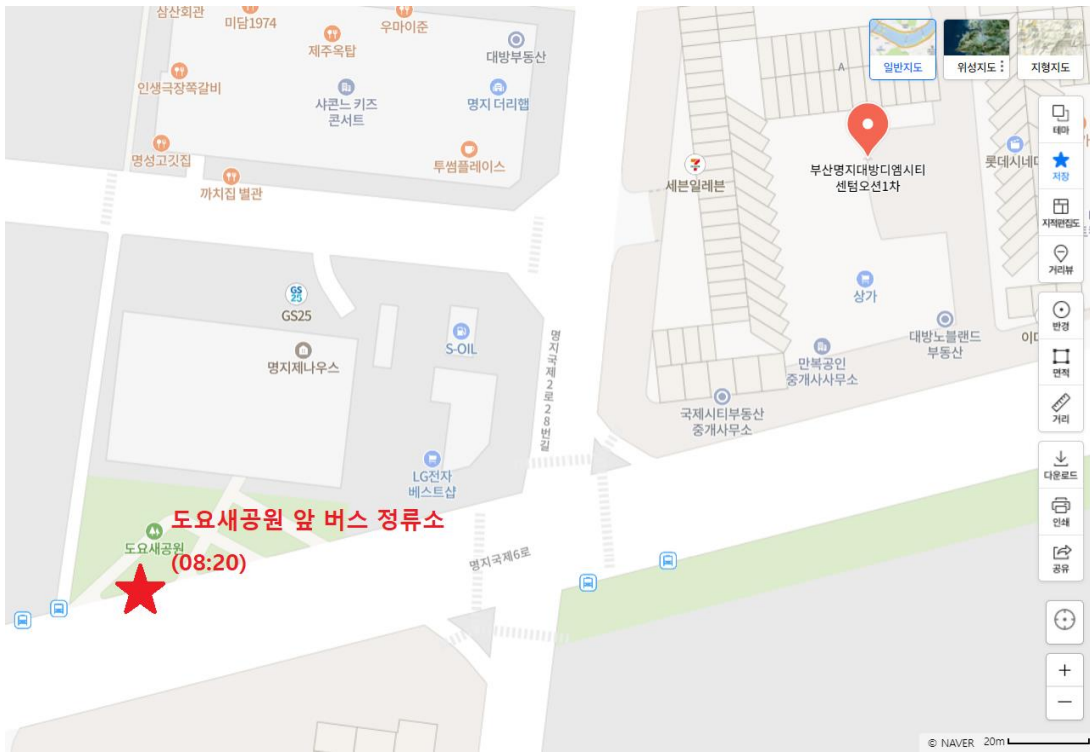 삼산회관
미담1974
우마이준
제주옥탑
대방부동산
인생극장쪽갈비
샤콘느 키즈
콘서트
명지 더리햅
명성고깃집
투썸플레이스
까치집 별관
일반지도
위성지도
지형지도
A
7
세븐일레븐
부산명지대방디엠시티
센텀오션1차
롯데시네마
테마
저장
지적편집도
거리뷰
GS
25
GS25
명지제나우스
S-OIL
명지국제2로28번길
상가
대방노블랜드
부동산
만복공인
중개사사무소
국제시티부동산
중개사무소
반경
면적
거리
LG전자
베스트샵
도요새공원 앞 버스 정류소
(08:20)
도요새공원
명지국제6로
다운로드
인쇄
공유
© NAVER
20m